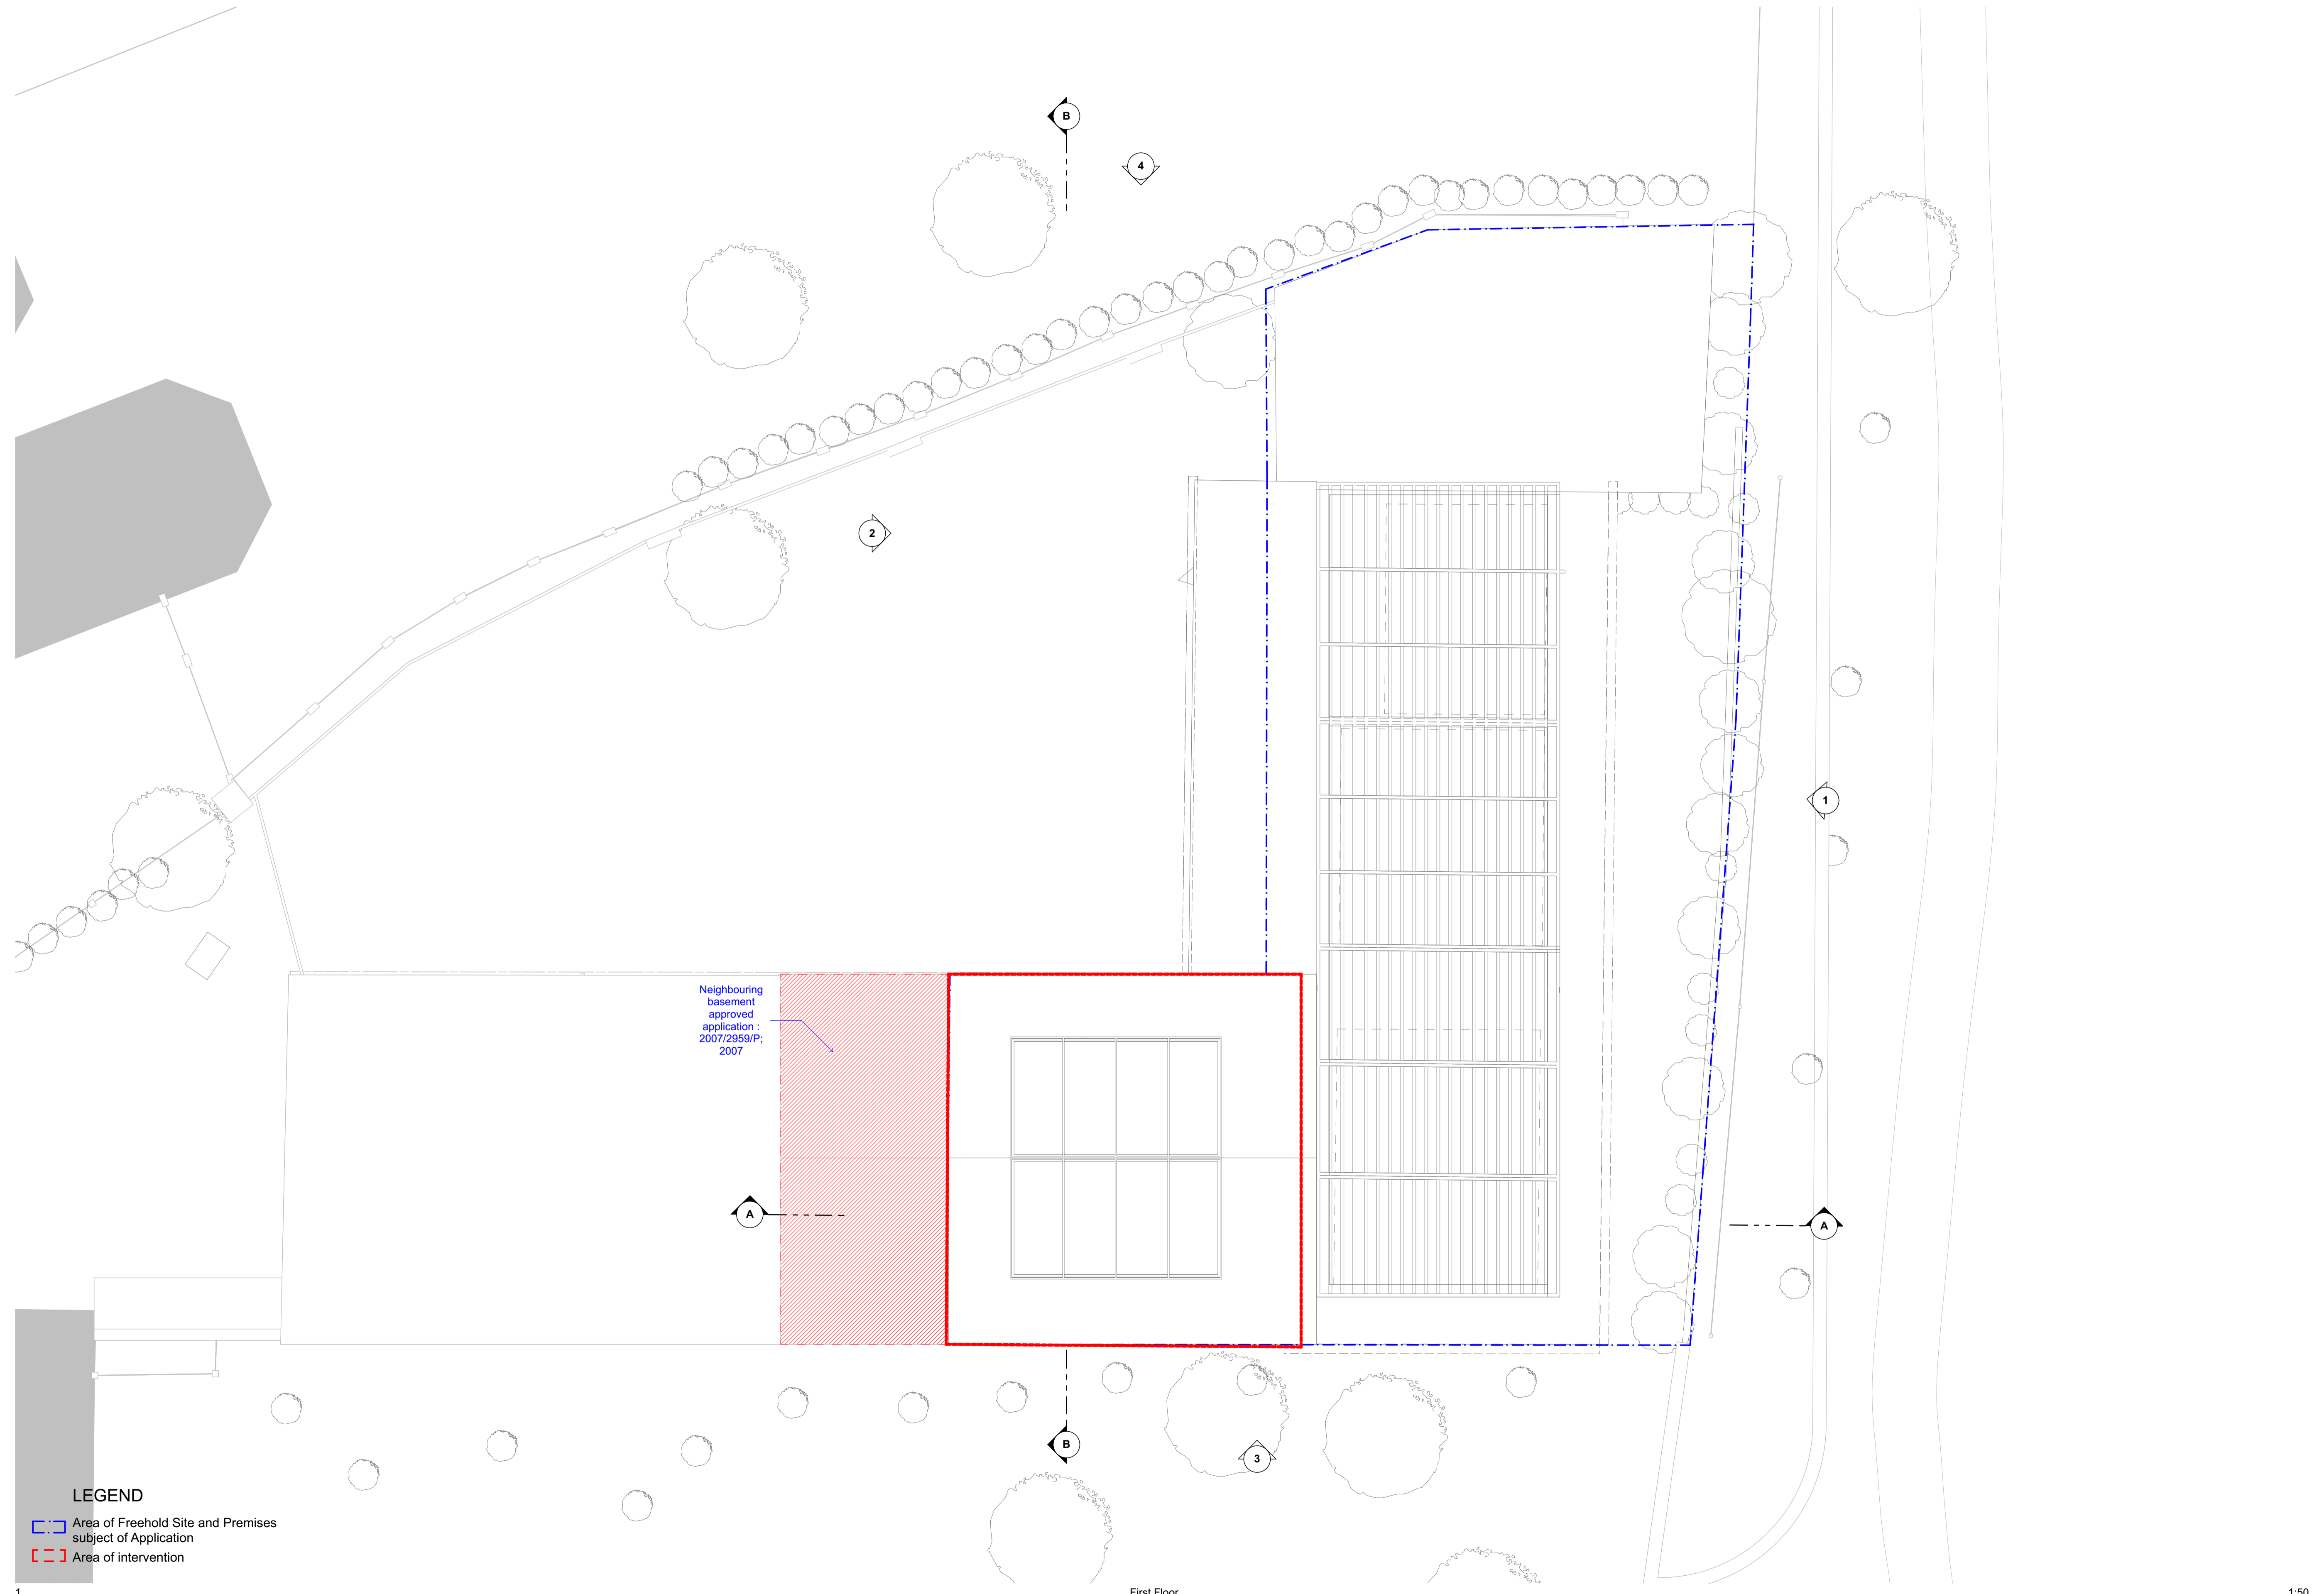 B
4
2
1
Neighbouring
basement
approved
application :
2007/2959/P;
2007
A
A
B
3
LEGEND
Area of Freehold Site and Premises
subject of Application
Area of intervention
1
First Floor
1:50